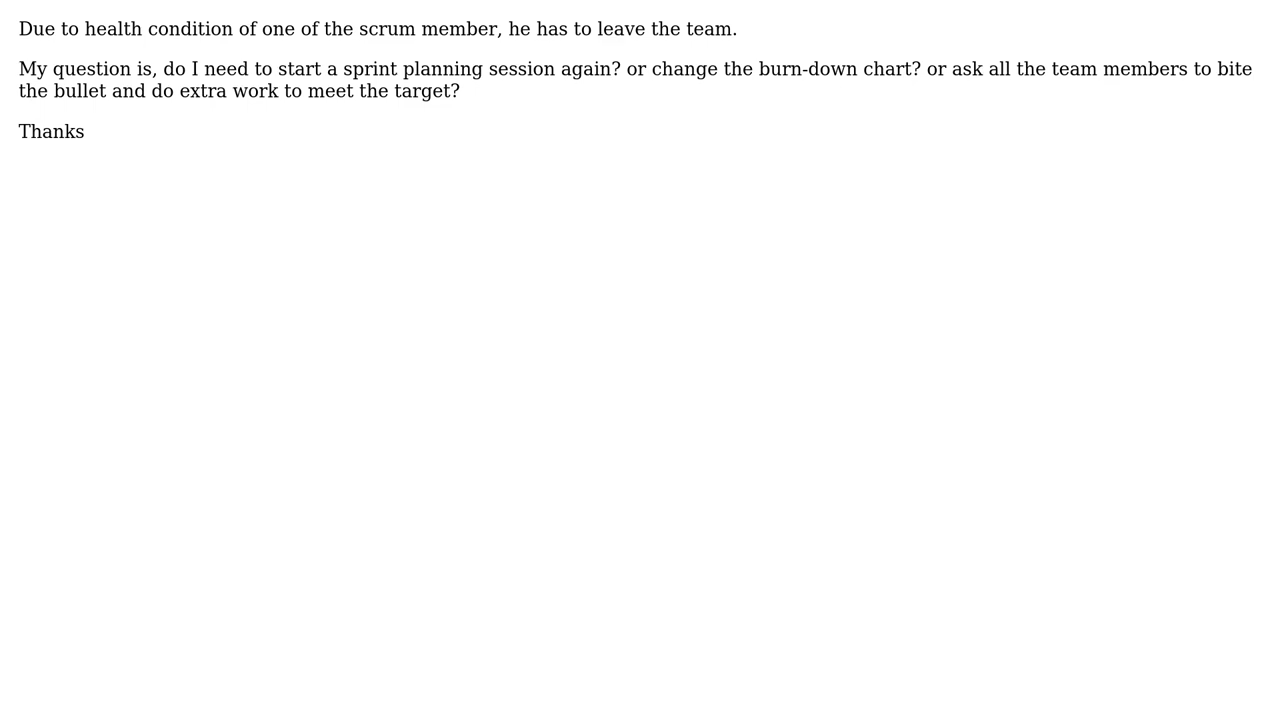 Due to health condition of one of the scrum member, he has to leave the team.
My question is, do I need to start a sprint planning session again? or change the burn-down chart? or ask all the team members to bite
the bullet and do extra work to meet the target?
Thanks